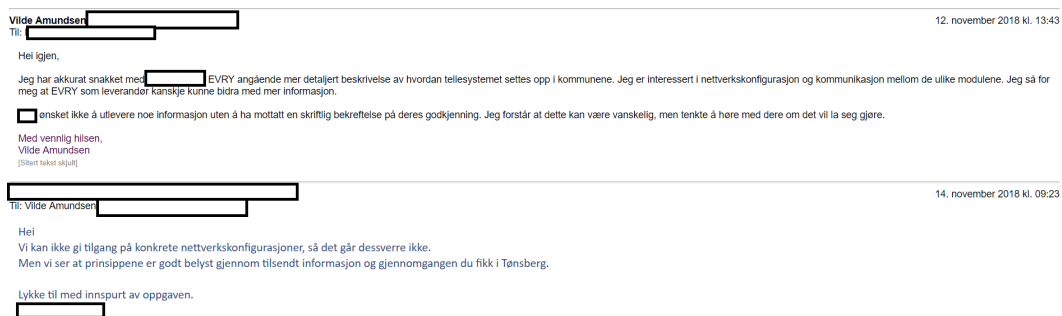 Vilde Amundsen
12. november 2018 kl. 13:43
Til:
Hei igjen,
Jeg har akkurat snakket med EVRY angående mer detaljert beskrivelse av hvordan tellesystemet settes opp i kommunene. Jeg er interessert i nettverkskonfigurasjon og kommunikasjon mellom de ulike modulene. Jeg så for
meg at EVRY som leverandør kanskje kunne bidra med mer informasjon.
ønsket ikke å utlevere noe informasjon uten å ha mottatt en skriftlig bekreftelse på deres godkjenning. Jeg forstår at dette kan være vanskelig, men tenkte å høre med dere om det vil la seg gjøre.
Med vennlig hilsen,
Vilde Amundsen
[Sitert tekst skjult]
14. november 2018 kl. 09:23
Til: Vilde Amundsen
Hei
Vi kan ikke gi tilgang på konkrete nettverkskonfigurasjoner, så det går dessverre ikke.
Men vi ser at prinsippene er godt belyst gjennom tilsendt informasjon og gjennomgangen du fikk i Tønsberg.
Lykke til med innspurt av oppgaven.